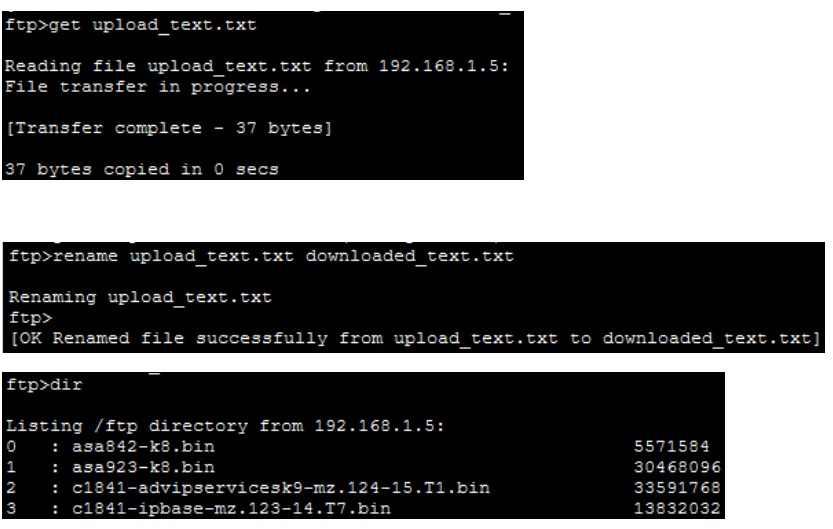 ftp>get upload_text.txt
Reading file upload_text.txt from 192.168.1.5:
File transfer in progress...
[Transfer complete - 37 bytes]
37 bytes copied in 0 secs
ftp>rename upload_text.txt downloaded_text.txt
Renaming upload_text.txt
ftp>
[OK Renamed file successfully from upload_text.txt to downloaded_text.txt]
ftp>dir
Listing /ftp directory from 192.168.1.5:
0 : asa842-k8.bin 5571584
1 : asa923-k8.bin 30468096
2 : c1841-advipservicesk9-mz.124-15.T1.bin 33591768
3 : c1841-ipbase-mz.123-14.T7.bin 13832032